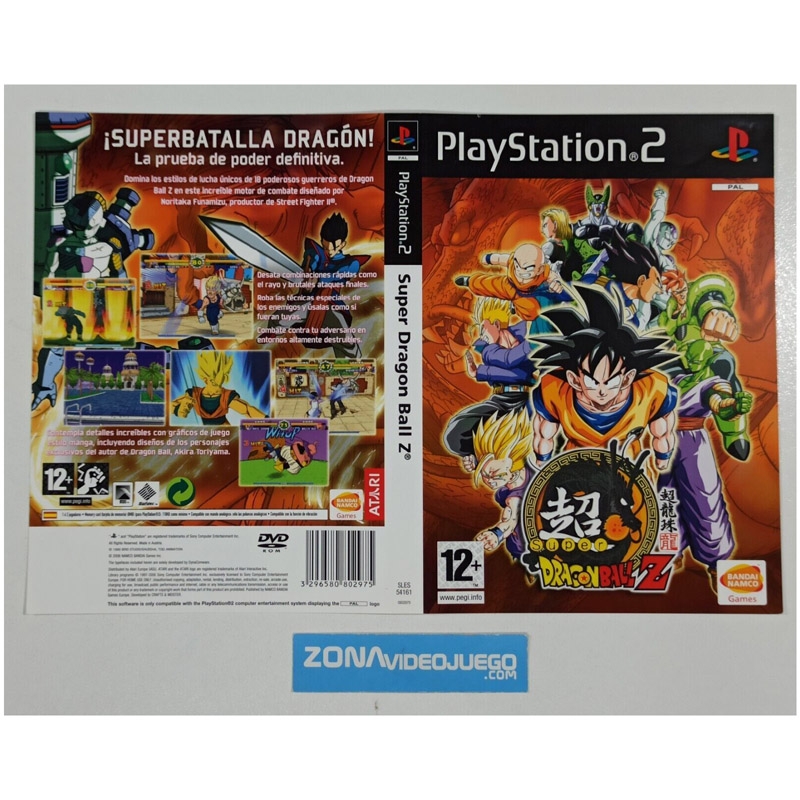 ¡SUPERBATALLA DRAGÓN!
La prueba de poder definitiva.
Domina los estilos de lucha únicos de 18 poderosos guerreros de Dragon
Ball Z en este increíble motor de combate diseñado por
Noritaka Funamizu, productor de Street Fighter II®.
Desata combinaciones rápidas como
el rayo y brutales ataques finales.
Roba las técnicas especiales de
los enemigos y úsalas como si
fueran tuyas.
Combate contra tu adversario en
entornos altamente destruibles.
detalles increíbles con gráficos de juego
manga, incluyendo diseños de los personajes
del autor de Dragon Ball, Akira Toriyama.
12+
www.pegi.info
BANDAI
NAMCO
Games
ATARI
DVD
ROM
3296580802975
SLES
54161
This software is only compatible with the PlayStation®2 computer entertainment system displaying the PAL logo
PAL
PlayStation®2
Super Dragon Ball Z®
PlayStation®2
PAL
超
Super
DRAGONBALL Z
超龍珠
龍
12+
www.pegi.info
BANDAI
NAMCO
Games
ZONAVIDEOJUEGO
.COM